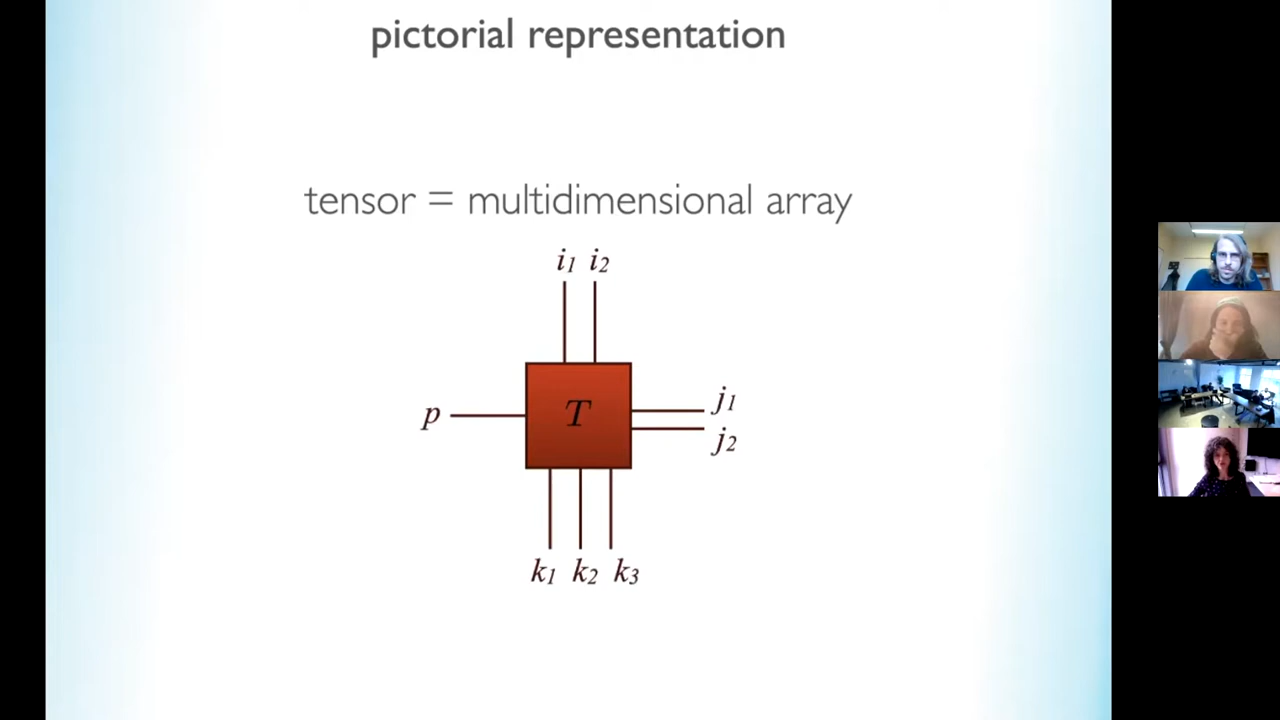 pictorial representation
tensor = multidimensional array
i1 i2
p T j1
j2
k1 k2 k3